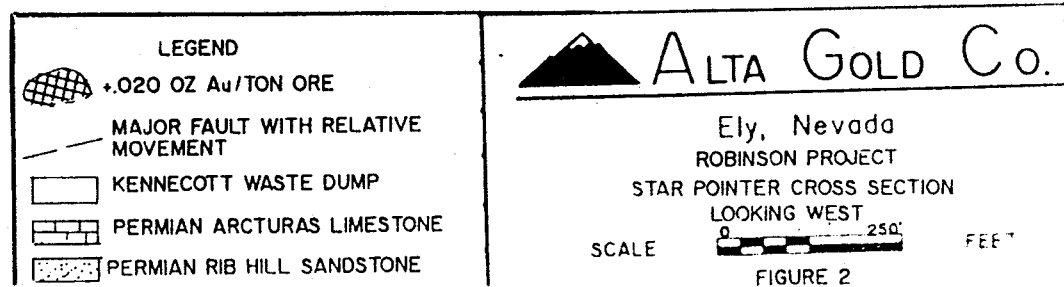 LEGEND
+.020 OZ Au/TON ORE
MAJOR FAULT WITH RELATIVE
MOVEMENT
KENNECOTT WASTE DUMP
PERMIAN ARCTURAS LIMESTONE
PERMIAN RIB HILL SANDSTONE
ALTA GOLD CO.
Ely, Nevada
ROBINSON PROJECT
STAR POINTER CROSS SECTION
LOOKING WEST
0 250'
SCALE FEET
FIGURE 2